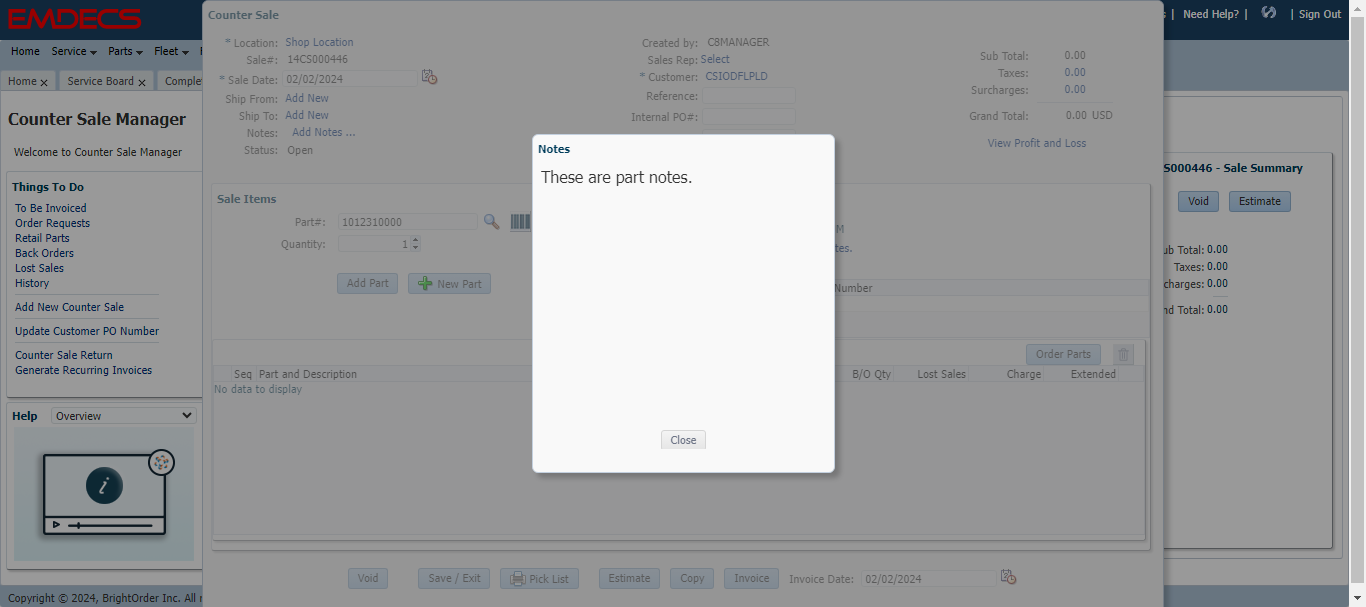 EMDECS
Need Help? |
| Sign Out
Home Service Parts Fleet
Home x
Service Board x
Counter Sale Manager
Welcome to Counter Sale Manager
Things To Do
To Be Invoiced
Order Requests
Retail Parts
Back Orders
Lost Sales
History
Add New Counter Sale
Update Customer PO Number
Counter Sale Return
Generate Recurring Invoices
Help
Overview
Copyright © 2024, BrightOrder Inc. All
Counter Sale
* Location: Shop Location
Sale#: 14CS000446
* Sale Date: 02/02/2024
Ship From: Add New
Ship To: Add New
Notes: Add Notes ...
Status: Open
Created by: C8MANAGER
Sales Rep: Select
* Customer: CSIODFLPLD
Reference:
Internal PO#:
Sub Total: 0.00
Taxes: 0.00
Surcharges: 0.00
Grand Total: 0.00 USD
View Profit and Loss
Sale Items
Part#: 1012310000
Quantity: 1
Add Part
New Part
Number
Order Parts
Seq Part and Description
B/O Qty Lost Sales Charge Extended
No data to display
Void
Save / Exit
Pick List
Estimate
Copy
Invoice
Invoice Date: 02/02/2024
Notes
These are part notes.
Close
S000446 - Sale Summary
Void
Estimate
Total: 0.00
Taxes: 0.00
0.00
Total: 0.00